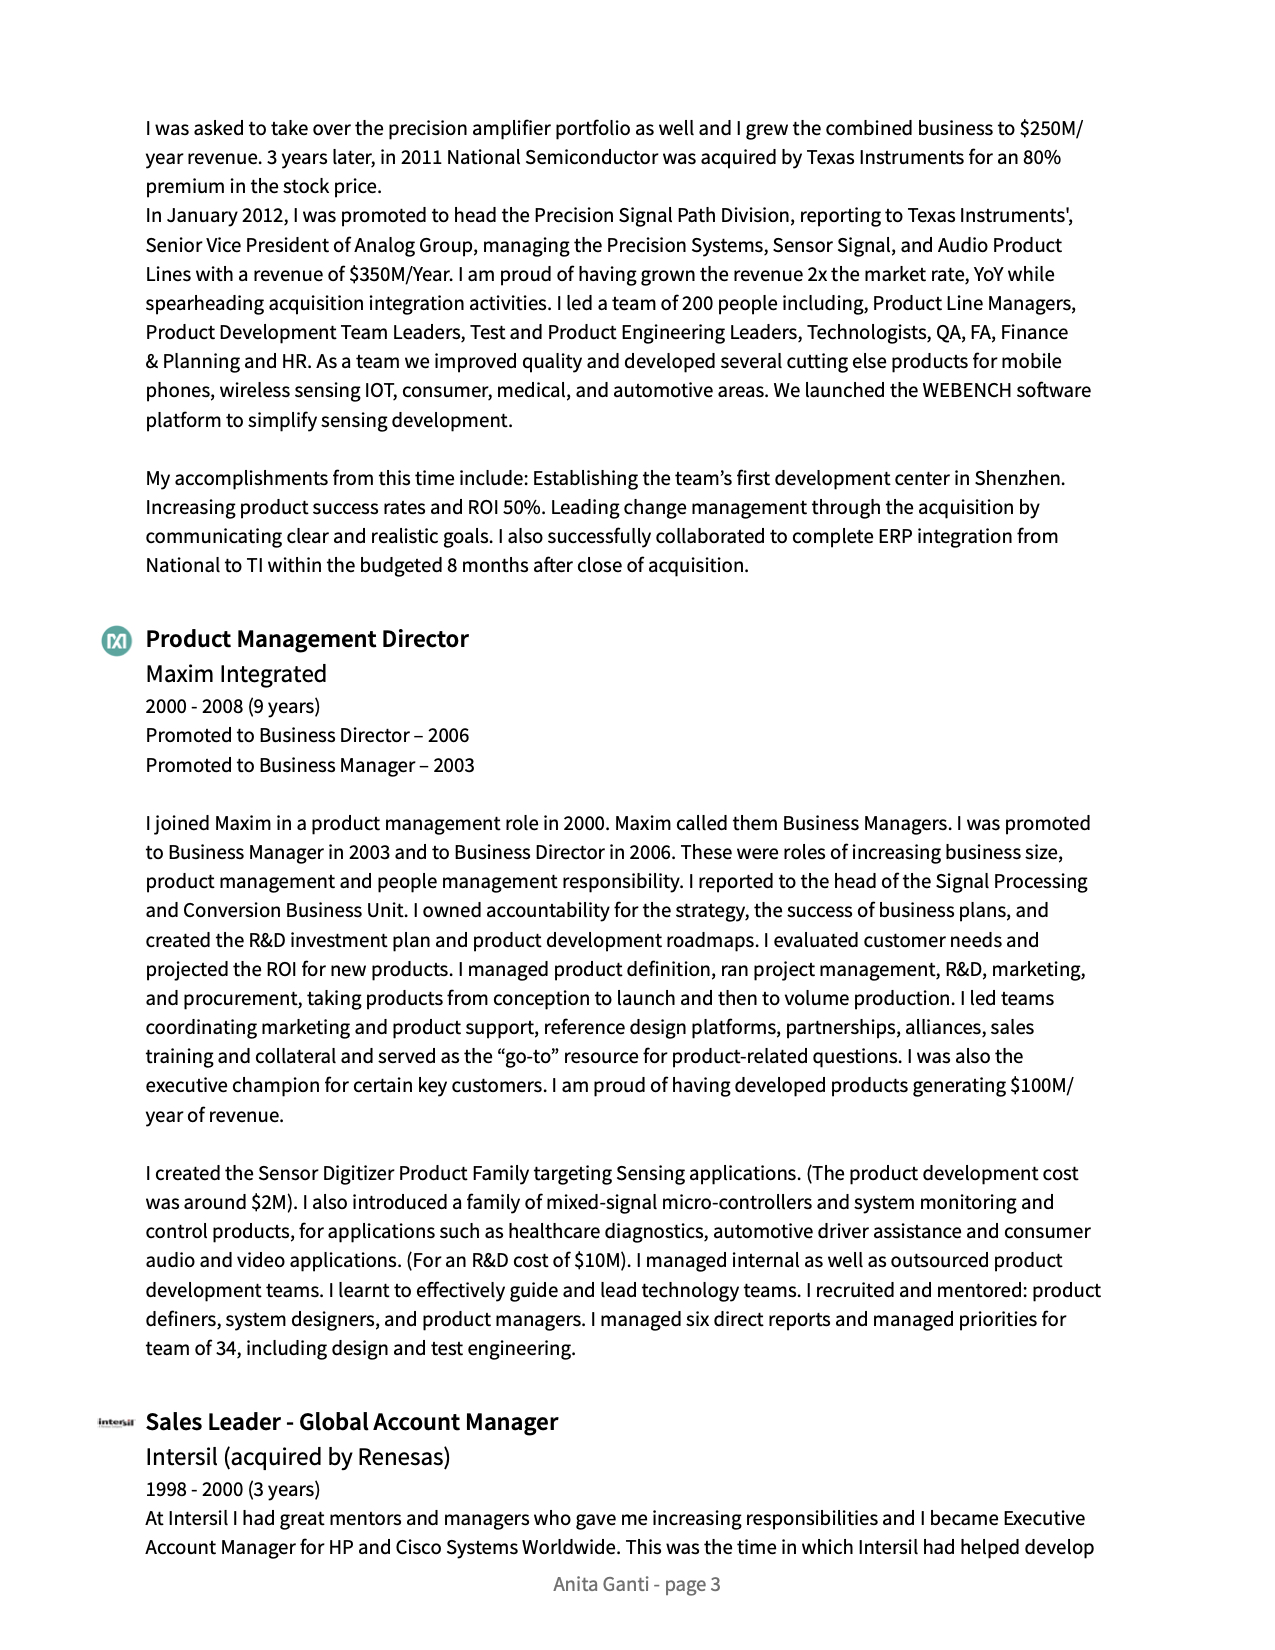 I was asked to take over the precision amplifier portfolio as well and I grew the combined business to $250M/
year revenue. 3 years later, in 2011 National Semiconductor was acquired by Texas Instruments for an 80%
premium in the stock price.
In January 2012, I was promoted to head the Precision Signal Path Division, reporting to Texas Instruments',
Senior Vice President of Analog Group, managing the Precision Systems, Sensor Signal, and Audio Product
Lines with a revenue of $350M/Year. I am proud of having grown the revenue 2x the market rate, YoY while
spearheading acquisition integration activities. I led a team of 200 people including, Product Line Managers,
Product Development Team Leaders, Test and Product Engineering Leaders, Technologists, QA, FA, Finance
& Planning and HR. As a team we improved quality and developed several cutting else products for mobile
phones, wireless sensing IOT, consumer, medical, and automotive areas. We launched the WEBENCH software
platform to simplify sensing development.
My accomplishments from this time include: Establishing the team’s first development center in Shenzhen.
Increasing product success rates and ROI 50%. Leading change management through the acquisition by
communicating clear and realistic goals. I also successfully collaborated to complete ERP integration from
National to TI within the budgeted 8 months after close of acquisition.
Product Management Director
Maxim Integrated
2000 - 2008 (9 years)
Promoted to Business Director – 2006
Promoted to Business Manager – 2003
I joined Maxim in a product management role in 2000. Maxim called them Business Managers. I was promoted
to Business Manager in 2003 and to Business Director in 2006. These were roles of increasing business size,
product management and people management responsibility. I reported to the head of the Signal Processing
and Conversion Business Unit. I owned accountability for the strategy, the success of business plans, and
created the R&D investment plan and product development roadmaps. I evaluated customer needs and
projected the ROI for new products. I managed product definition, ran project management, R&D, marketing,
and procurement, taking products from conception to launch and then to volume production. I led teams
coordinating marketing and product support, reference design platforms, partnerships, alliances, sales
training and collateral and served as the “go-to” resource for product-related questions. I was also the
executive champion for certain key customers. I am proud of having developed products generating $100M/
year of revenue.
I created the Sensor Digitizer Product Family targeting Sensing applications. (The product development cost
was around $2M). I also introduced a family of mixed-signal micro-controllers and system monitoring and
control products, for applications such as healthcare diagnostics, automotive driver assistance and consumer
audio and video applications. (For an R&D cost of $10M). I managed internal as well as outsourced product
development teams. I learnt to effectively guide and lead technology teams. I recruited and mentored: product
definers, system designers, and product managers. I managed six direct reports and managed priorities for
team of 34, including design and test engineering.
intersil Sales Leader - Global Account Manager
Intersil (acquired by Renesas)
1998 - 2000 (3 years)
At Intersil I had great mentors and managers who gave me increasing responsibilities and I became Executive
Account Manager for HP and Cisco Systems Worldwide. This was the time in which Intersil had helped develop
Anita Ganti - page 3